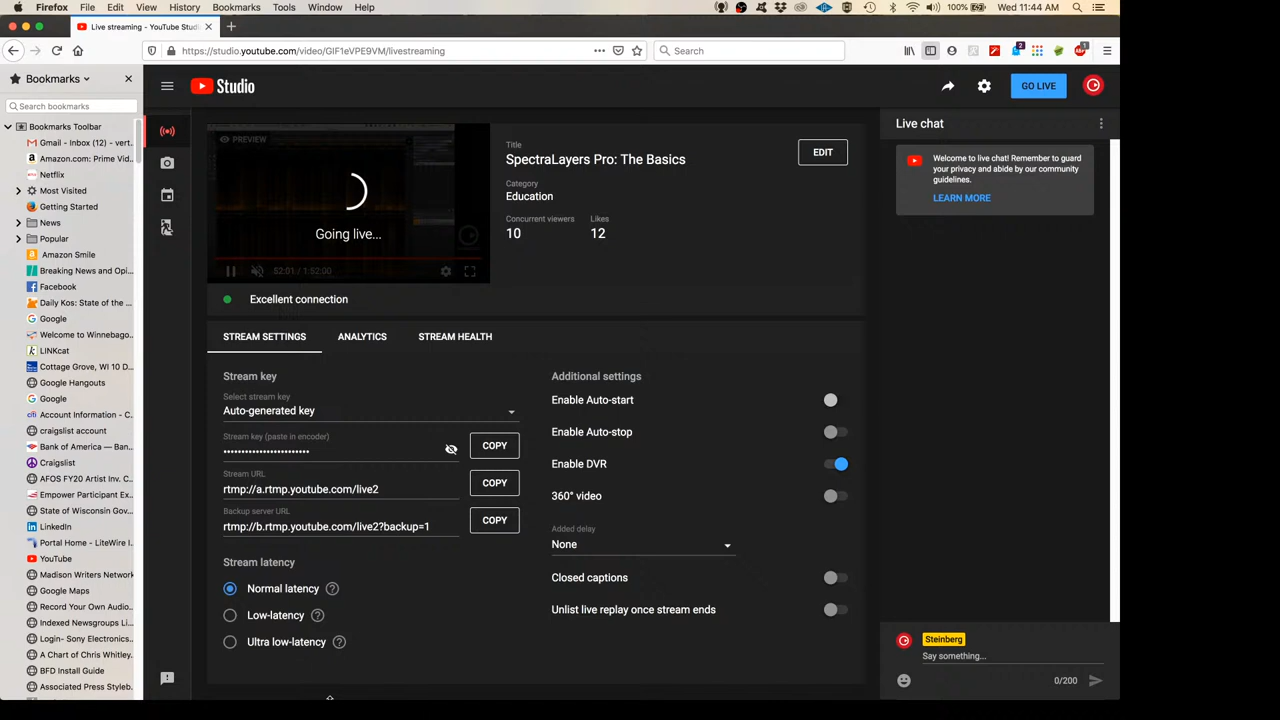 Firefox File Edit View History Bookmarks Tools Window Help 100% Wed 11:44 AM
Live streaming - YouTube Stud
https://studio.youtube.com/video/GIF1eVPE9VM/livestreaming
Search
2
1
Bookmarks
Search bookmarks
Bookmarks Toolbar
Gmail - Inbox (12) - vert...
Amazon.com: Prime Vid...
Netflix
Most Visited
Getting Started
News
Popular
Amazon Smile
Breaking News and Opi...
Facebook
Daily Kos: State of the ...
Google
Welcome to Winnebago...
LINKcat
Cottage Grove, WI 10 D...
Google Hangouts
Google
Account Information - C...
craigslist account
Bank of America — Ban...
Craigslist
AFOS FY20 Artist Inv. C...
Empower Participant Ex...
State of Wisconsin Gov...
LinkedIn
Portal Home - LiteWire I...
YouTube
Madison Writers Network
Google Maps
Record Your Own Audio...
Indexed Newsgroups Li...
Login- Sony Electronics...
A Chart of Chris Whitley...
BFD Install Guide
Associated Press Styleb...
Studio
GO LIVE
PREVIEW
Going live...
52:01 / 1:52:00
Excellent connection
Title
SpectraLayers Pro: The Basics
Category
Education
Concurrent viewers Likes
10 12
EDIT
STREAM SETTINGS ANALYTICS STREAM HEALTH
Stream key
Select stream key
Auto-generated key
Stream key (paste in encoder)
••••••••••••••••••••••••
COPY
Stream URL
rtmp://a.rtmp.youtube.com/live2
COPY
Backup server URL
rtmp://b.rtmp.youtube.com/live2?backup=1
COPY
Stream latency
Normal latency
Low-latency
Ultra low-latency
Additional settings
Enable Auto-start
Enable Auto-stop
Enable DVR
360° video
Added delay
None
Closed captions
Unlist live replay once stream ends
Live chat
Welcome to live chat! Remember to guard
your privacy and abide by our community
guidelines.
LEARN MORE
Steinberg
Say something...
0/200